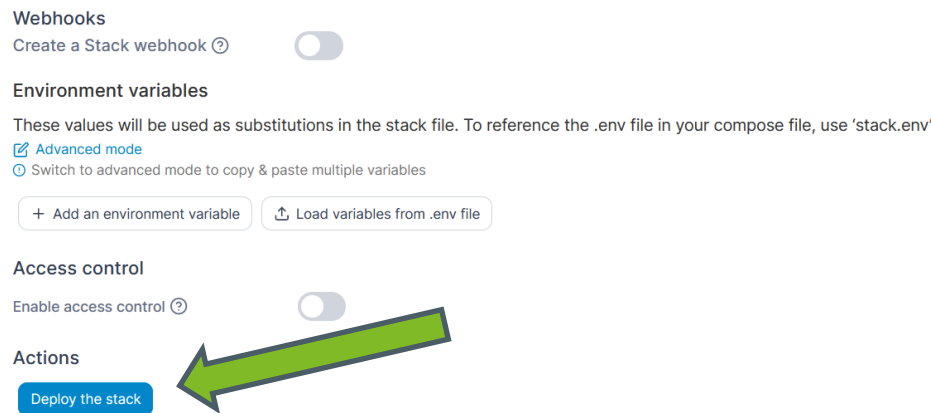 Webhooks
Create a Stack webhook
Environment variables
These values will be used as substitutions in the stack file. To reference the .env file in your compose file, use ‘stack.env’
Advanced mode
Switch to advanced mode to copy & paste multiple variables
+ Add an environment variable Load variables from .env file
Access control
Enable access control
Actions
Deploy the stack